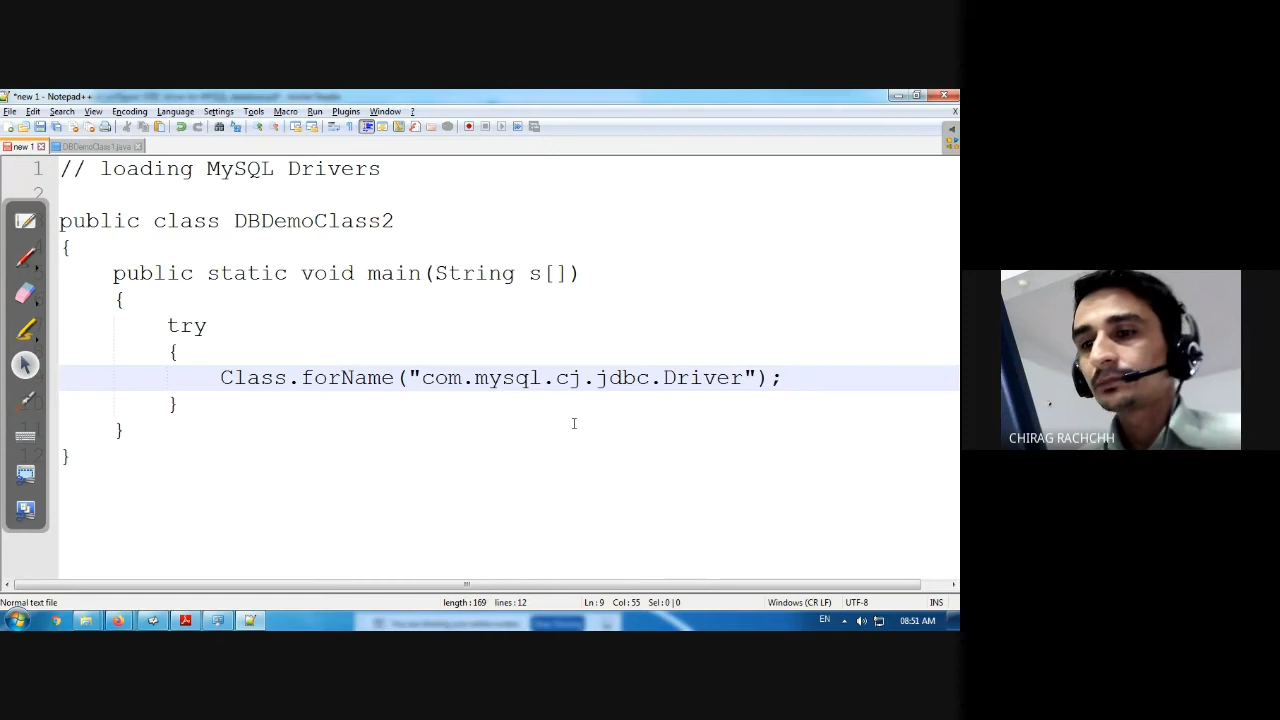 *new 1 - Notepad++
File Edit Search View Encoding Language Settings Tools Macro Run Plugins Window ? X
new 1 DBDemoClass1.java
1 // loading MySQL Drivers
2
public class DBDemoClass2
{
public static void main(String s[])
{
try
{
Class.forName("com.mysql.cj.jdbc.Driver");
}
}
12 }
CHIRAG RACHCHH
Normal text file length : 169 lines : 12 Ln : 9 Col : 55 Sel : 0 | 0 Windows (CR LF) UTF-8 INS
EN 08:51 AM